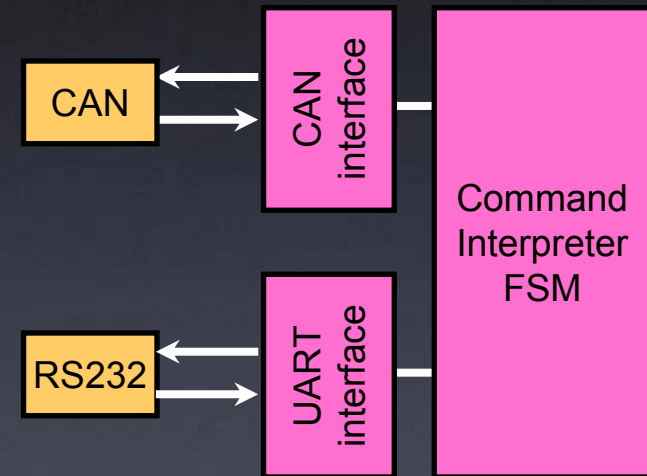 CAN
CAN
interface
Command
Interpreter
FSM
RS232
UART
interface